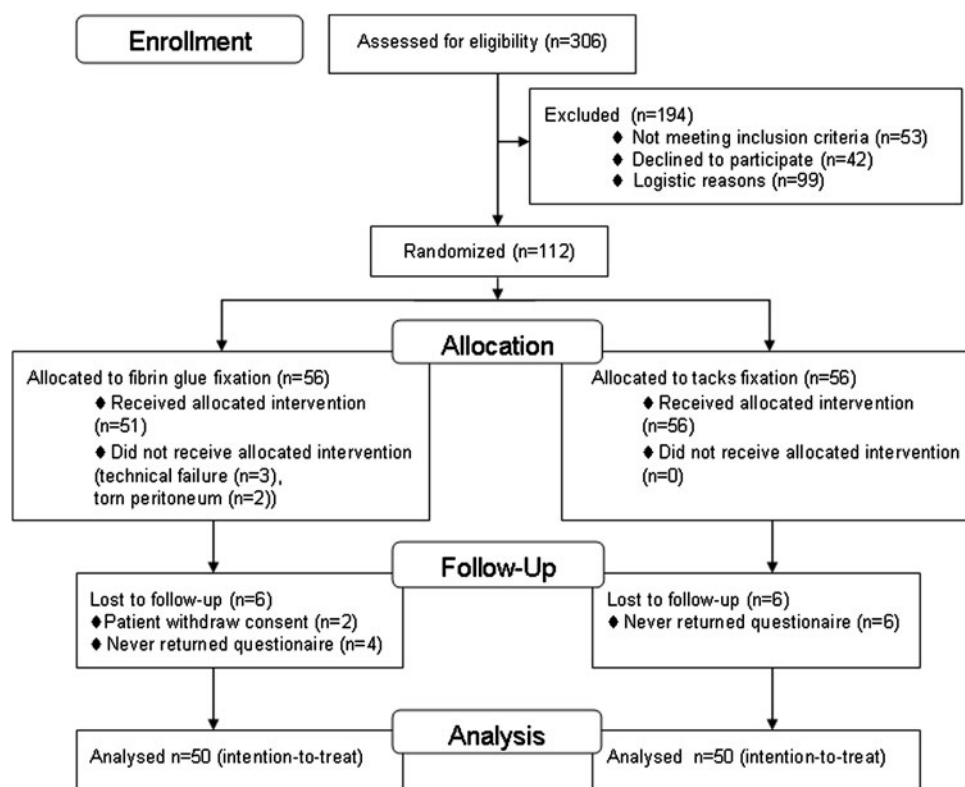 Enrollment
Assessed for eligibility (n=306)
Excluded (n=194)
♦ Not meeting inclusion criteria (n=53)
♦ Declined to participate (n=42)
♦ Logistic reasons (n=99)
Randomized (n=112)
Allocation
Allocated to fibrin glue fixation (n=56)
♦ Received allocated intervention
(n=51)
♦ Did not receive allocated intervention
(technical failure (n=3),
torn peritoneum (n=2))
Allocated to tacks fixation (n=56)
♦ Received allocated intervention
(n=56)
♦ Did not receive allocated intervention
(n=0)
Follow-Up
Lost to follow-up (n=6)
♦Patient withdraw consent (n=2)
♦ Never returned questionaire (n=4)
Lost to follow-up (n=6)
♦ Never returned questionaire (n=6)
Analysis
Analysed n=50 (intention-to-treat)
Analysed n=50 (intention-to-treat)